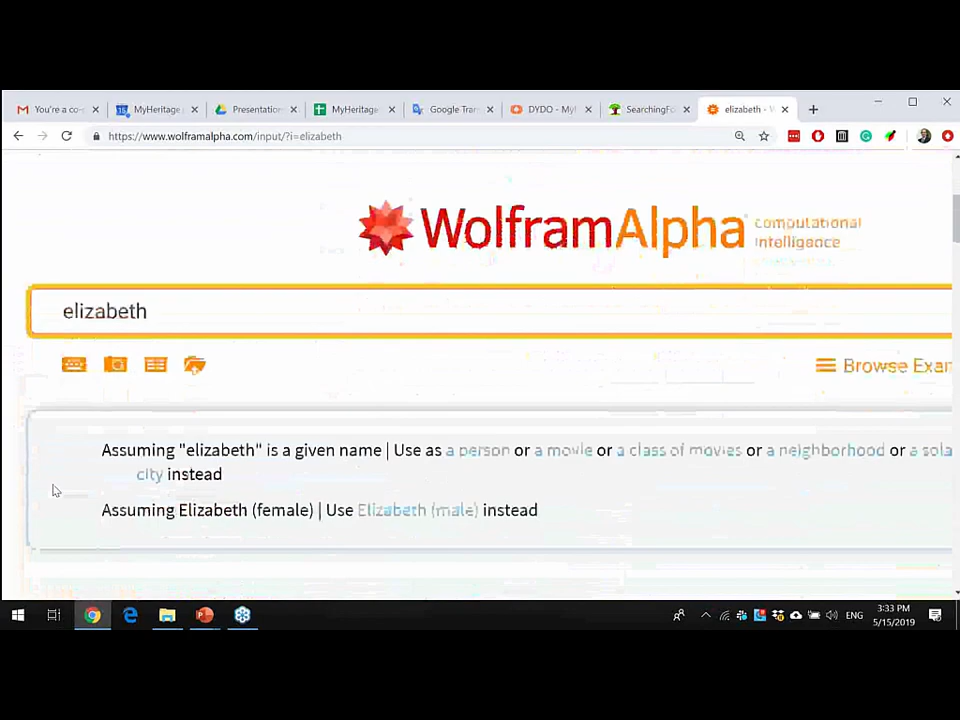 You're a co-
MyHeritage
Presentation
MyHeritage
Google Tran
DYDO - MyH
SearchingFo
elizabeth - W
https://www.wolframalpha.com/input/?i=elizabeth
WolframAlpha computational intelligence
elizabeth
Browse Exam
Assuming "elizabeth" is a given name | Use as a person or a movie or a class of movies or a neighborhood or a sola
city instead
Assuming Elizabeth (female) | Use Elizabeth (male) instead
ENG
3:33 PM
5/15/2019